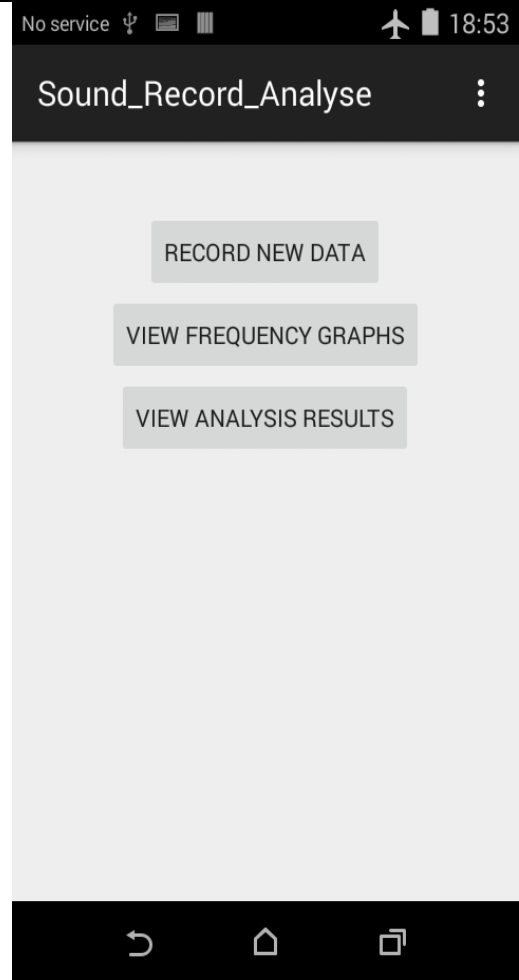 No service 18:53
Sound_Record_Analyse
RECORD NEW DATA
VIEW FREQUENCY GRAPHS
VIEW ANALYSIS RESULTS